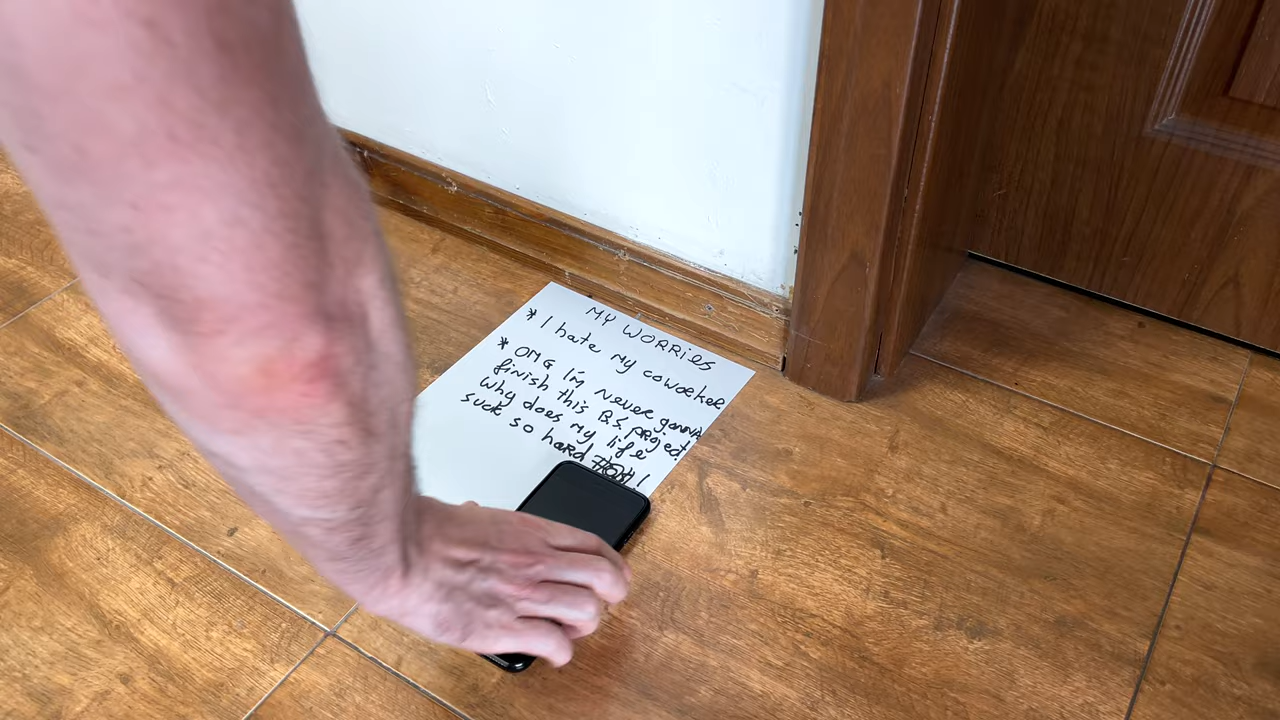 MY WORRies
* I hate my coworker
* OMG I'm Never gonna
finish this B.S. project!
Why does my life
suck so hard